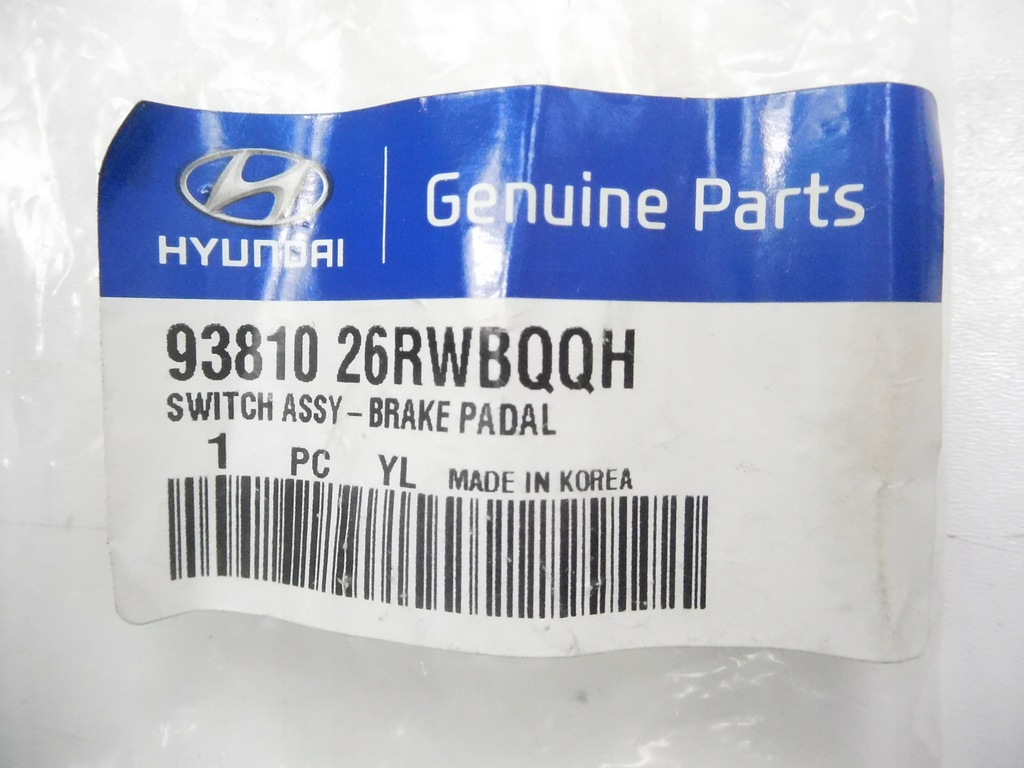 HYUNDAI
Genuine Parts
93810 26RWBQQH
SWITCH ASSY – BRAKE PADAL
1 PC YL MADE IN KOREA